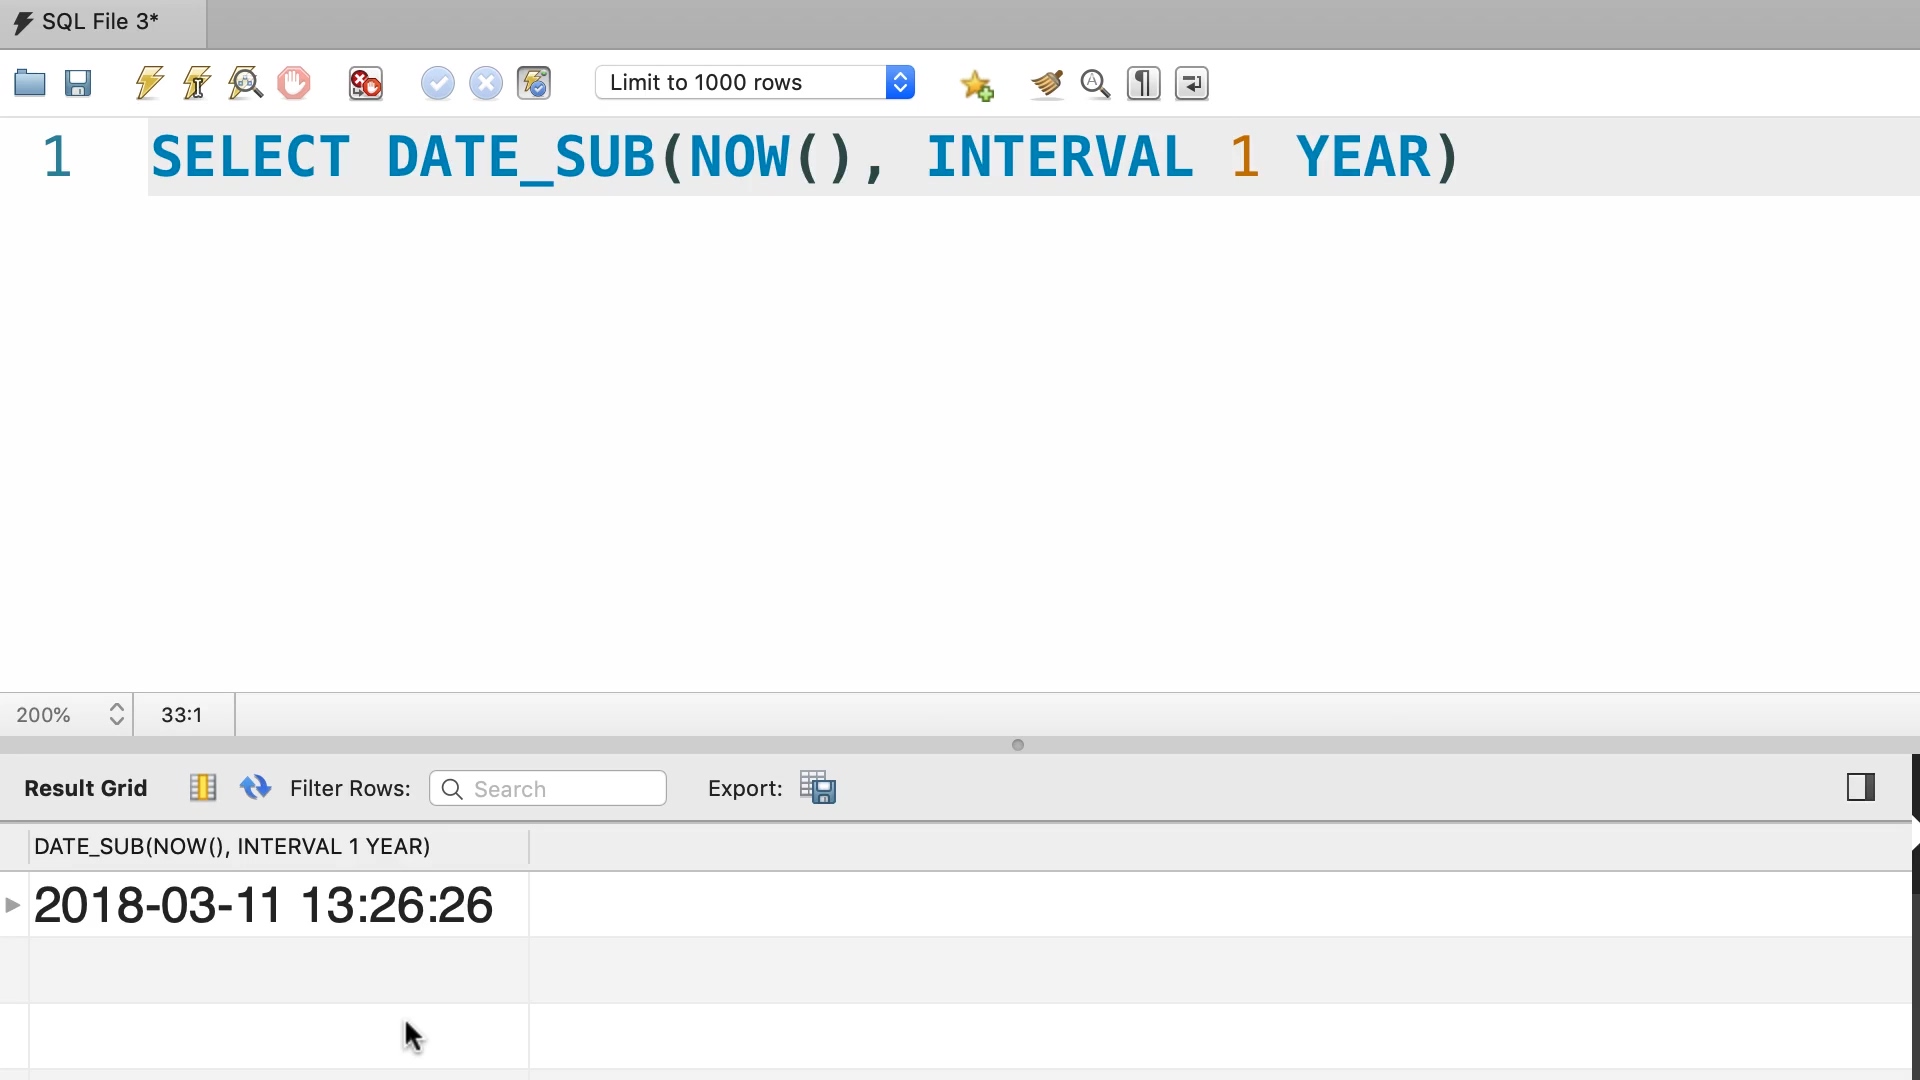 SQL File 3*
Limit to 1000 rows
1 SELECT DATE_SUB(NOW(), INTERVAL 1 YEAR)
200% 33:1
Result Grid Filter Rows: Search Export:
DATE_SUB(NOW(), INTERVAL 1 YEAR)
2018-03-11 13:26:26